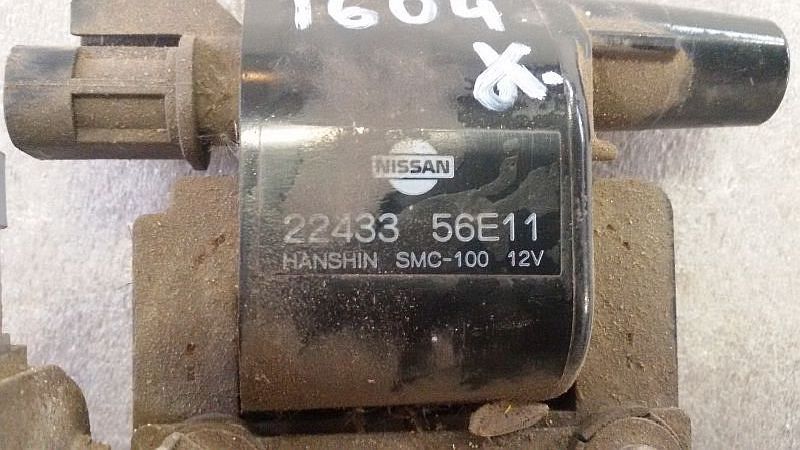 1604
X.
NISSAN
22433 56E11
HANSHIN SMC-100 12V